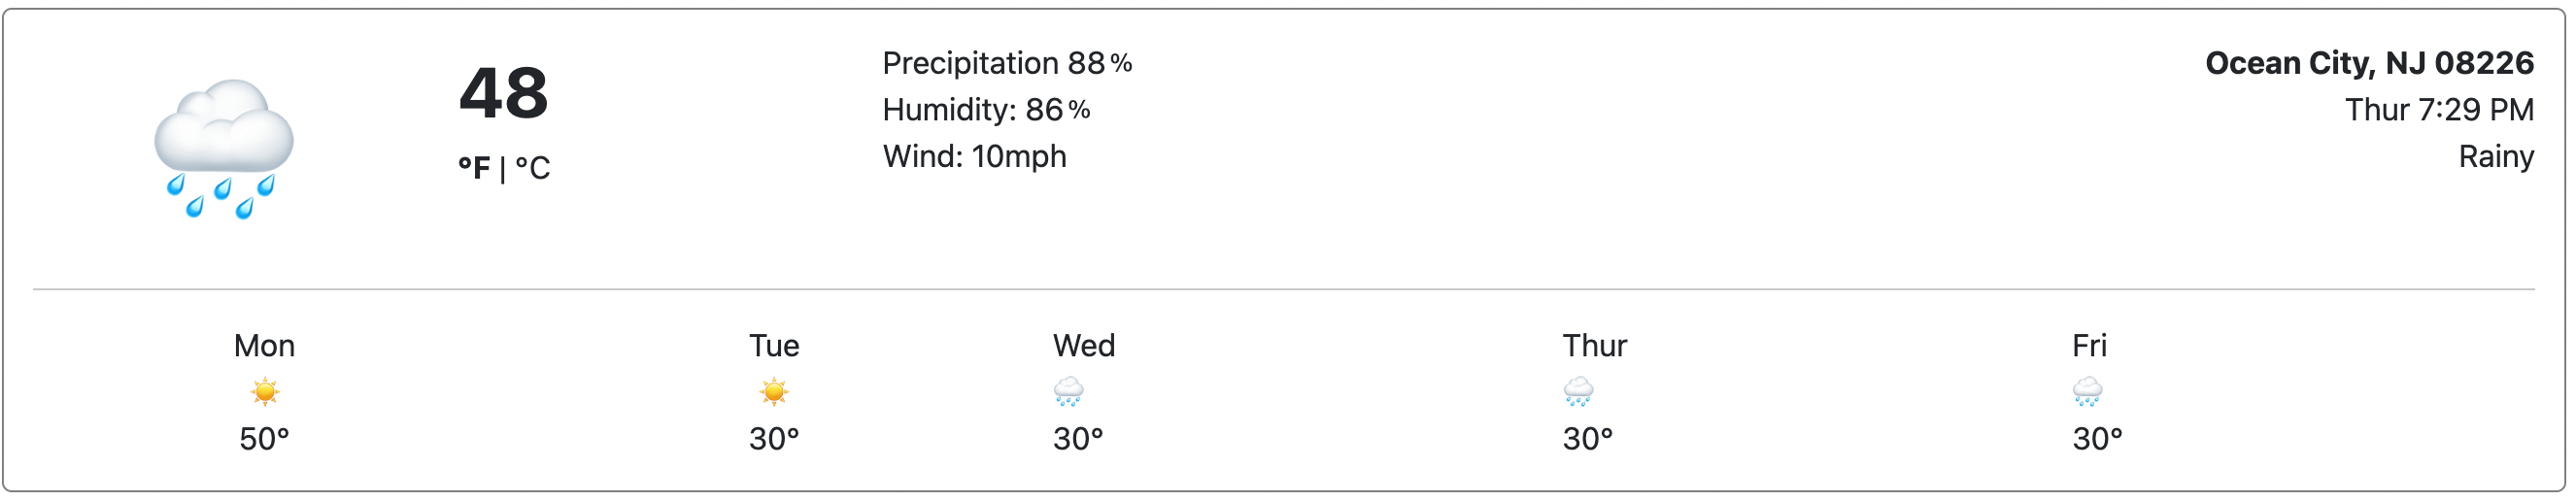 48
°F | °C
Precipitation 88%
Humidity: 86%
Wind: 10mph
Ocean City, NJ 08226
Thur 7:29 PM
Rainy
Mon
50°
Tue
30°
Wed
30°
Thur
30°
Fri
30°